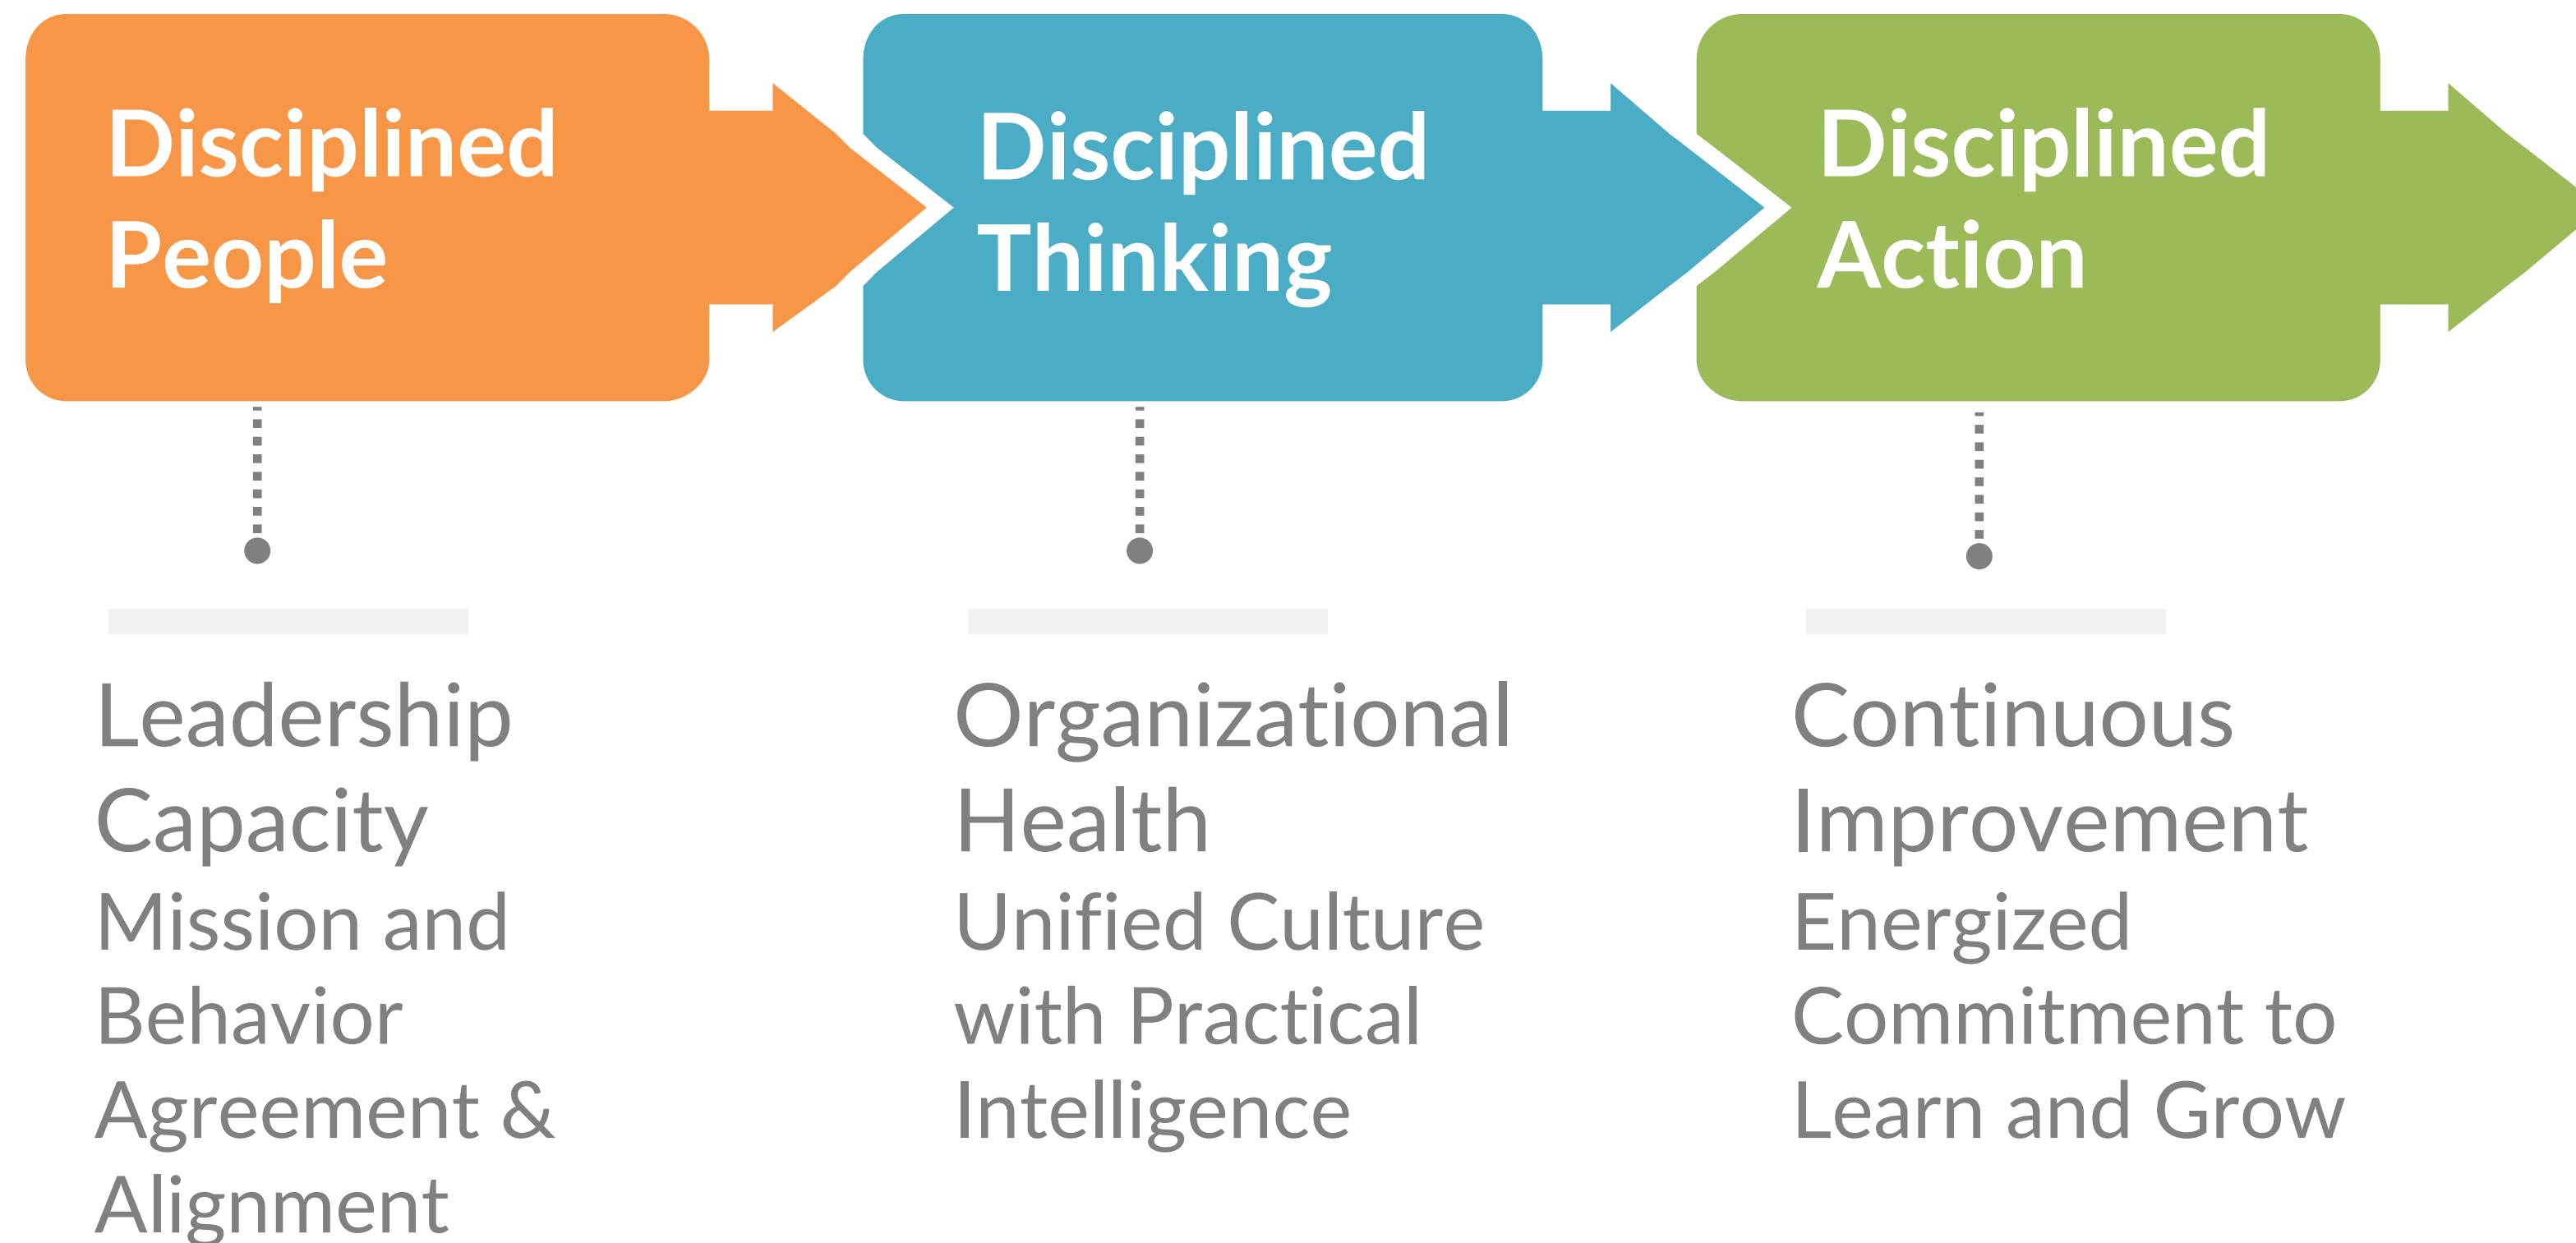 Disciplined
People
Disciplined
Thinking
Disciplined
Action
Leadership
Capacity
Mission and
Behavior
Agreement &
Alignment
Organizational
Health
Unified Culture
with Practical
Intelligence
Continuous
Improvement
Energized
Commitment to
Learn and Grow